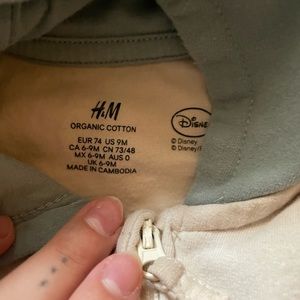 H&M
ORGANIC COTTON
EUR 74 US 9M
CA 6-9M CN 73/48
MX 6-9M AUS 0
UK 6-9M
MADE IN CAMBODIA
Disney
© Disney
© Disney/